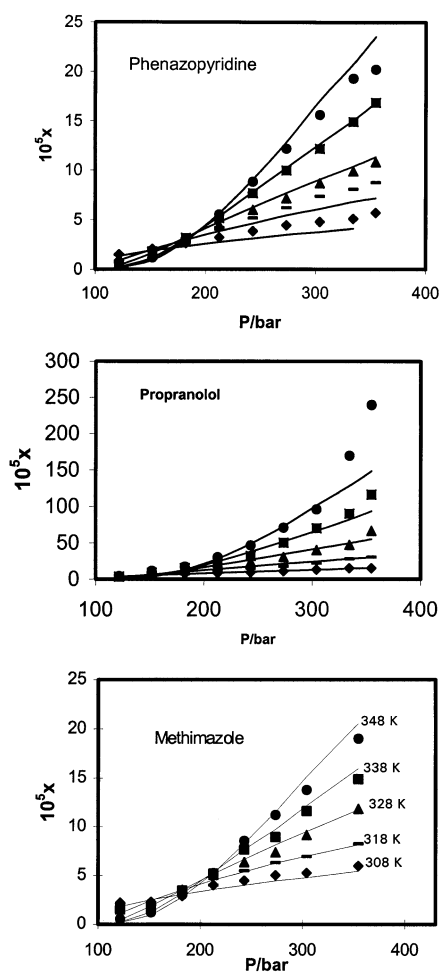 25
20
15
10
5
0
10⁵x
Phenazopyridine
100 200 300 400
P/bar
300
250
200
150
100
50
0
10⁵x
Propranolol
100 200 300 400
P/bar
25
20
15
10
5
0
10⁵x
Methimazole
348 K
338 K
328 K
318 K
308 K
100 200 300 400
P/bar